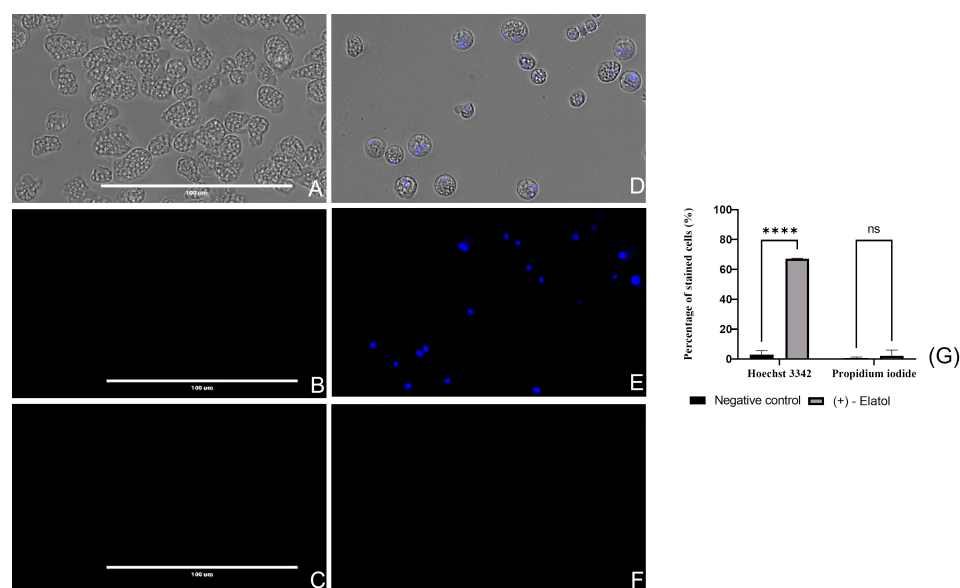 A
100 um
D
B
100 um
E
C
100 um
F
Percentage of stained cells (%)
100
80
60
40
20
0
****
ns
Hoechst 3342
Propidium iodide
(G)
Negative control
(+) - Elatol